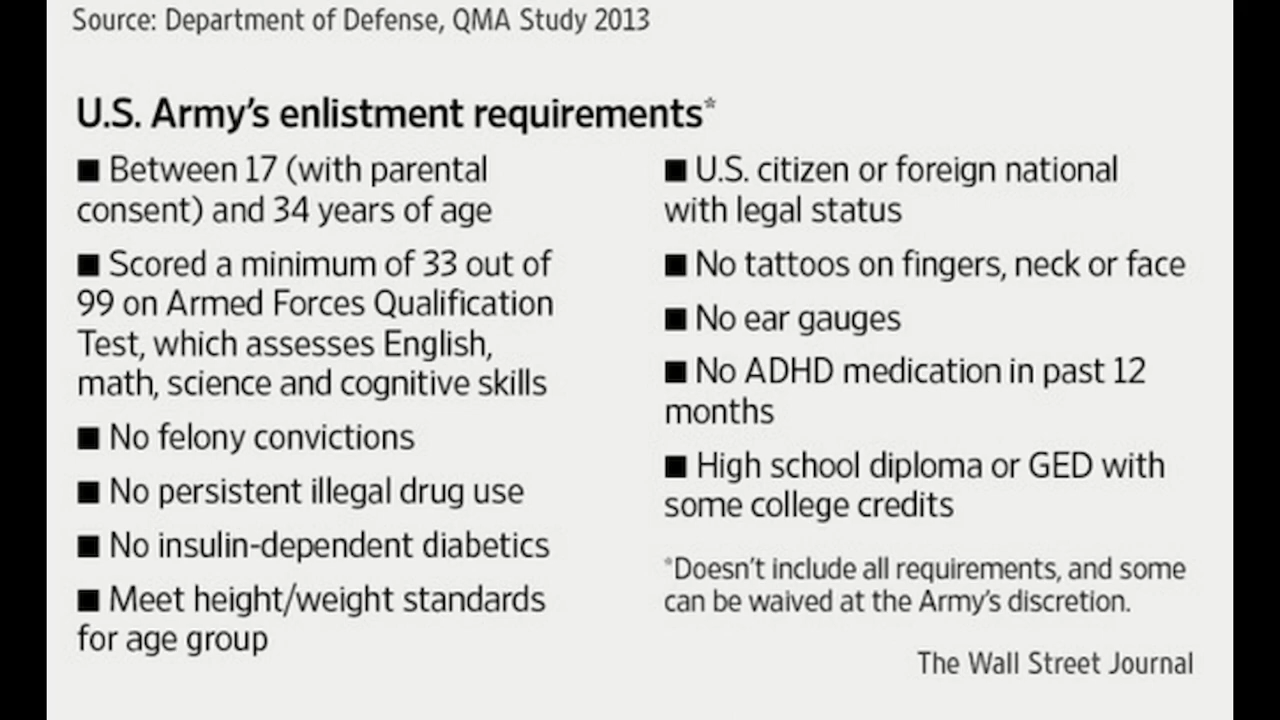 Source: Department of Defense, QMA Study 2013
U.S. Army's enlistment requirements*
■ Between 17 (with parental
consent) and 34 years of age
■ Scored a minimum of 33 out of
99 on Armed Forces Qualification
Test, which assesses English,
math, science and cognitive skills
■ No felony convictions
■ No persistent illegal drug use
■ No insulin-dependent diabetics
■ Meet height/weight standards
for age group
■ U.S. citizen or foreign national
with legal status
■ No tattoos on fingers, neck or face
■ No ear gauges
■ No ADHD medication in past 12
months
■ High school diploma or GED with
some college credits
*Doesn't include all requirements, and some
can be waived at the Army's discretion.
The Wall Street Journal